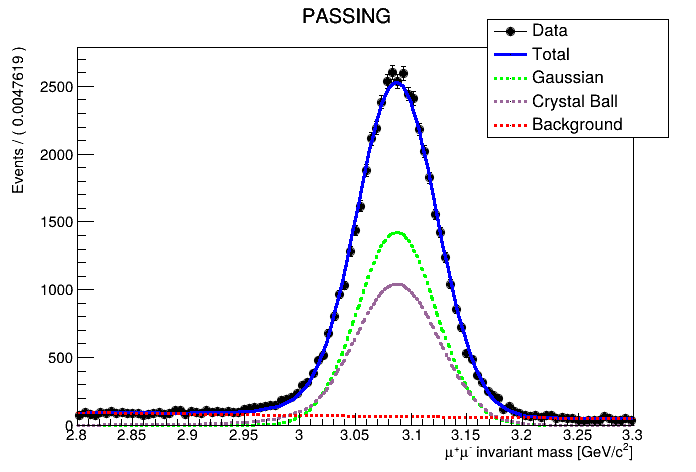 PASSING
Data
Total
Gaussian
Crystal Ball
Background
Events / ( 0.0047619 )
2500
2000
1500
1000
500
0
2.8 2.85 2.9 2.95 3 3.05 3.1 3.15 3.2 3.25 3.3
μ⁺μ⁻ invariant mass [GeV/c²]